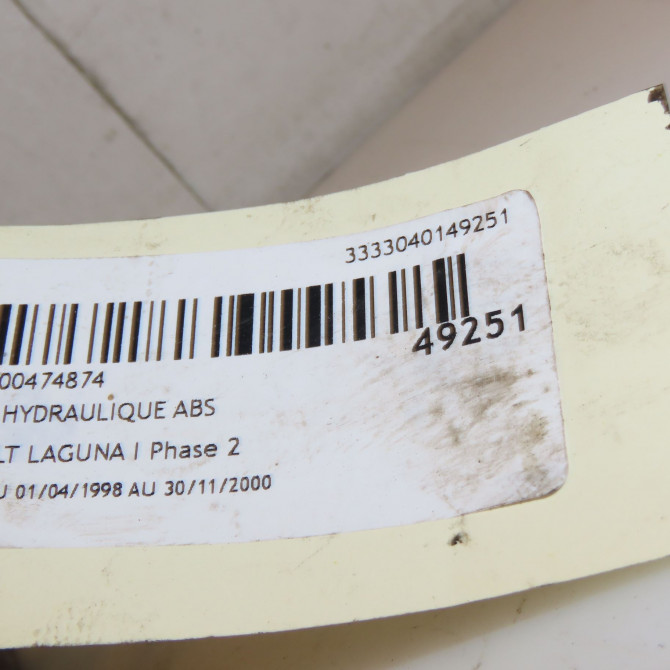 3333040149251
49251
00474874
HYDRAULIQUE ABS
LT LAGUNA I Phase 2
U 01/04/1998 AU 30/11/2000